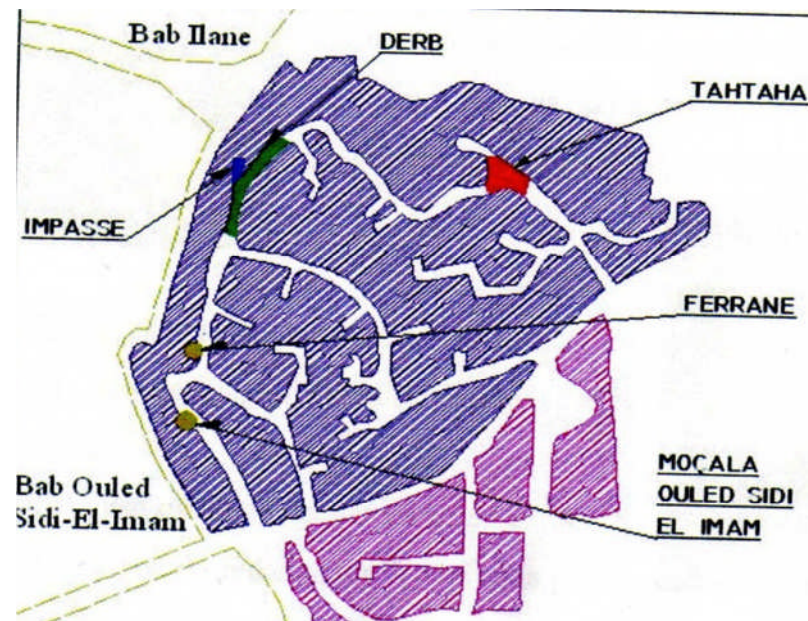 Bab Ilane
DERB
TAHTAHA
IMPASSE
FERRANE
MOÇALA
OULED SIDI
EL IMAM
Bab Ouled
Sidi-El-Imam